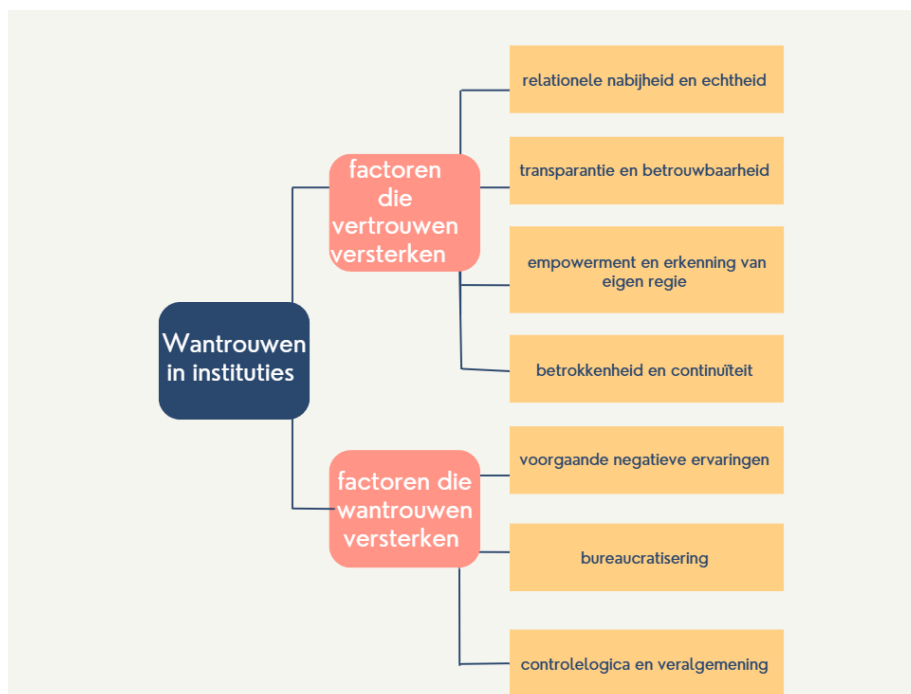 relationele nabijheid en echtheid
factoren
die
vertrouwen
versterken
transparantie en betrouwbaarheid
empowerment en erkenning van
eigen regie
betrokkenheid en continuïteit
Wantrouwen
in instituties
factoren die
wantrouwen
versterken
voorgaande negatieve ervaringen
bureaucratisering
controlelogica en veralgemening